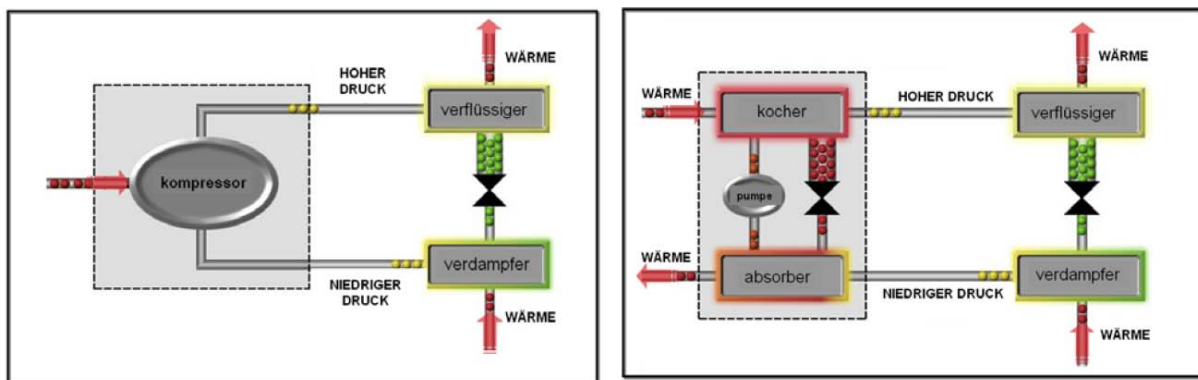 WÄRME
HOHER
DRUCK
verflüssiger
kompressor
verdampfer
NIEDRIGER
DRUCK
WÄRME
WÄRME
WÄRME
kocher
HOHER DRUCK
verflüssiger
pumpe
WÄRME
absorber
verdampfer
NIEDRIGER DRUCK
WÄRME